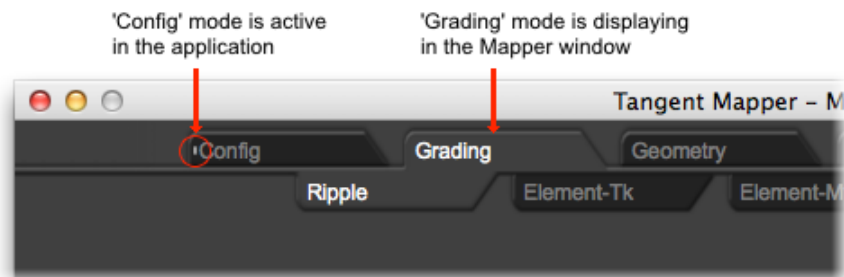 'Config' mode is active
in the application
'Grading' mode is displaying
in the Mapper window
Tangent Mapper – M
Config
Grading
Geometry
Ripple
Element-Tk
Element-M